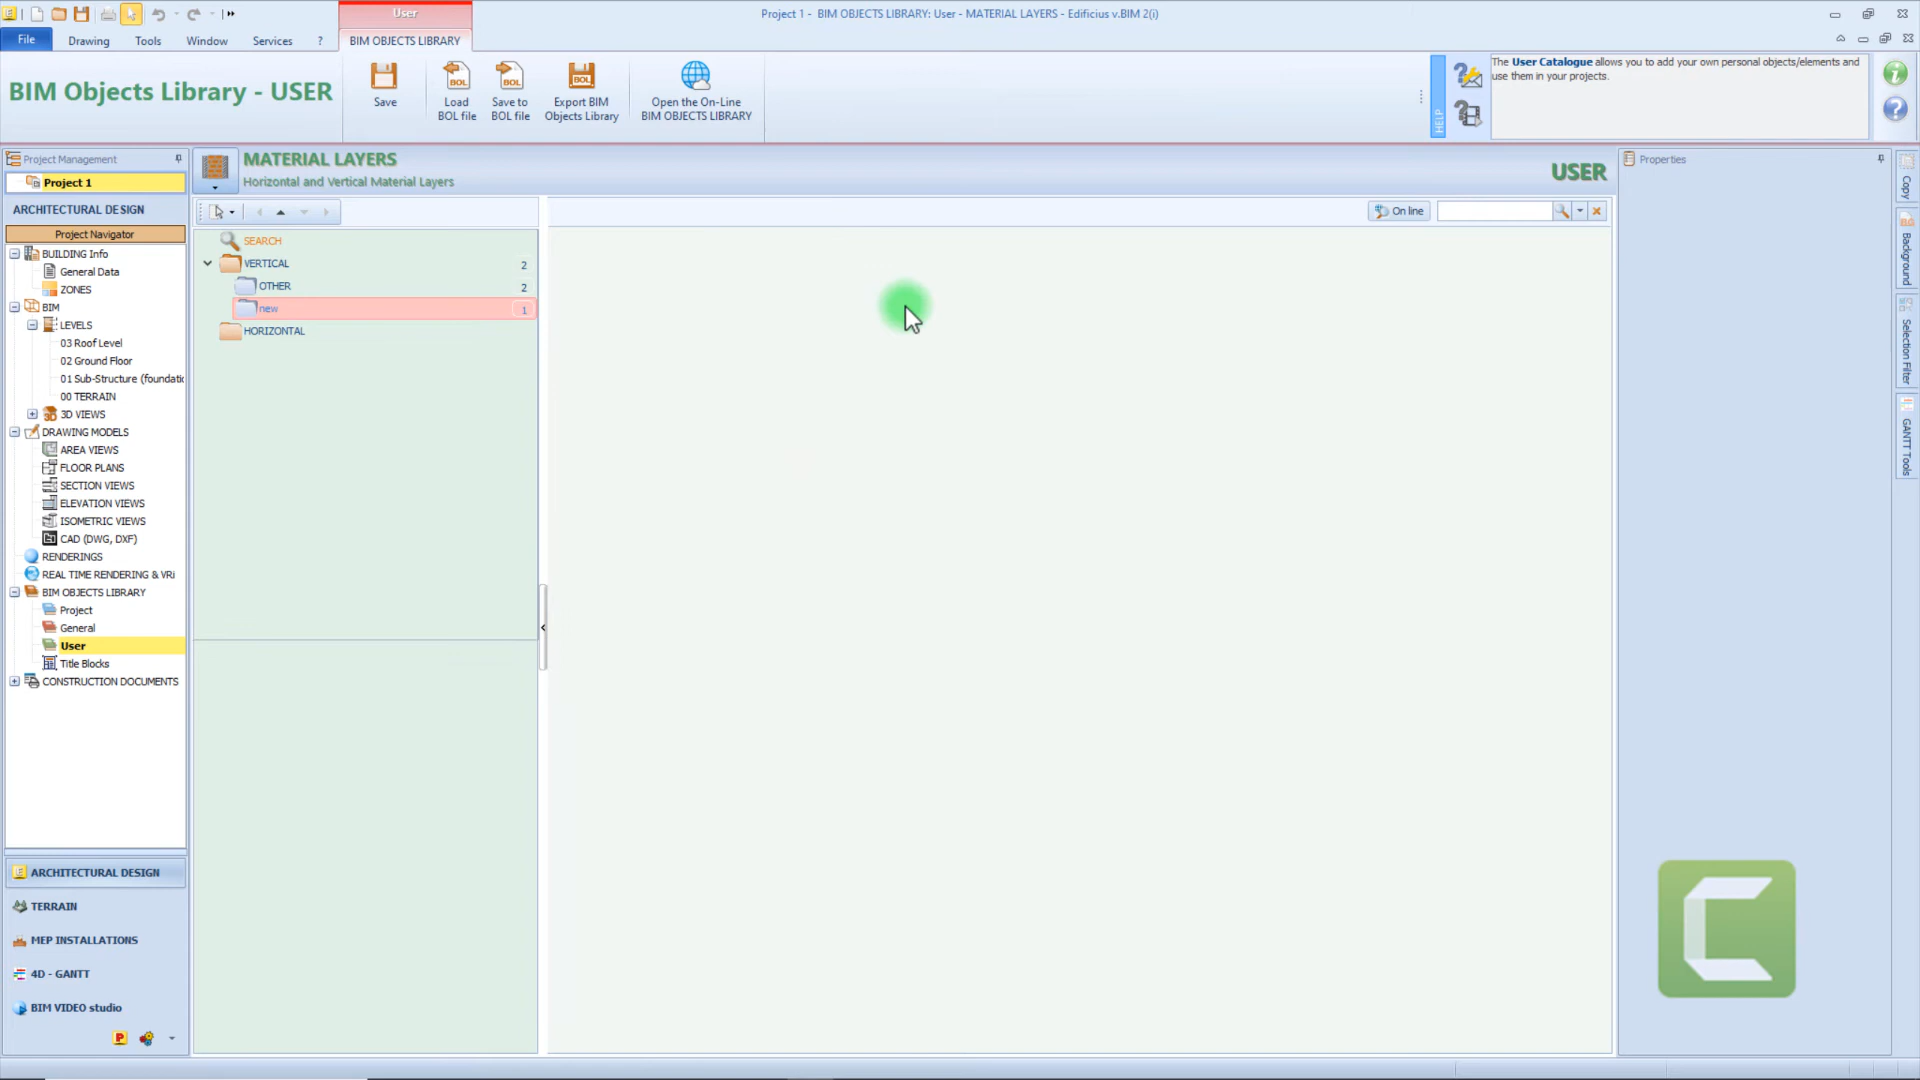 User
Project 1 - BIM OBJECTS LIBRARY: User - MATERIAL LAYERS - Edificius v.BIM 2(i)
File
Drawing
Tools
Window
Services
?
BIM OBJECTS LIBRARY
BIM Objects Library - USER
Save
Load
BOL file
Save to
BOL file
Export BIM
Objects Library
Open the On-Line
BIM OBJECTS LIBRARY
HELP
The User Catalogue allows you to add your own personal objects/elements and
use them in your projects.
Project Management
Project 1
ARCHITECTURAL DESIGN
Project Navigator
BUILDING Info
General Data
ZONES
BIM
LEVELS
03 Roof Level
02 Ground Floor
01 Sub-Structure (foundatio
00 TERRAIN
3D VIEWS
DRAWING MODELS
AREA VIEWS
FLOOR PLANS
SECTION VIEWS
ELEVATION VIEWS
ISOMETRIC VIEWS
CAD (DWG, DXF)
RENDERINGS
REAL TIME RENDERING & VRi
BIM OBJECTS LIBRARY
Project
General
User
Title Blocks
CONSTRUCTION DOCUMENTS
ARCHITECTURAL DESIGN
TERRAIN
MEP INSTALLATIONS
4D - GANTT
BIM VIDEO studio
MATERIAL LAYERS
Horizontal and Vertical Material Layers
USER
SEARCH
VERTICAL 2
OTHER 2
new 1
HORIZONTAL
On line
Properties
Copy
Background
Selection Filter
GANTT Tools